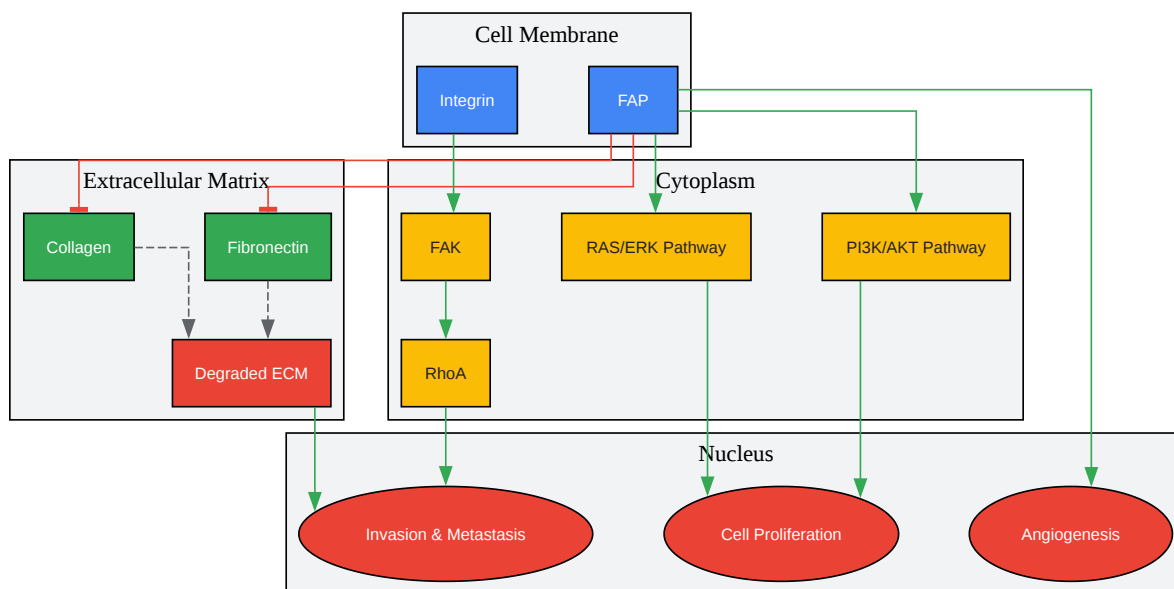 Cell Membrane
Integrin
FAP
Extracellular Matrix
Cytoplasm
Collagen
Fibronectin
FAK
RAS/ERK Pathway
PI3K/AKT Pathway
Degraded ECM
RhoA
Nucleus
Invasion & Metastasis
Cell Proliferation
Angiogenesis